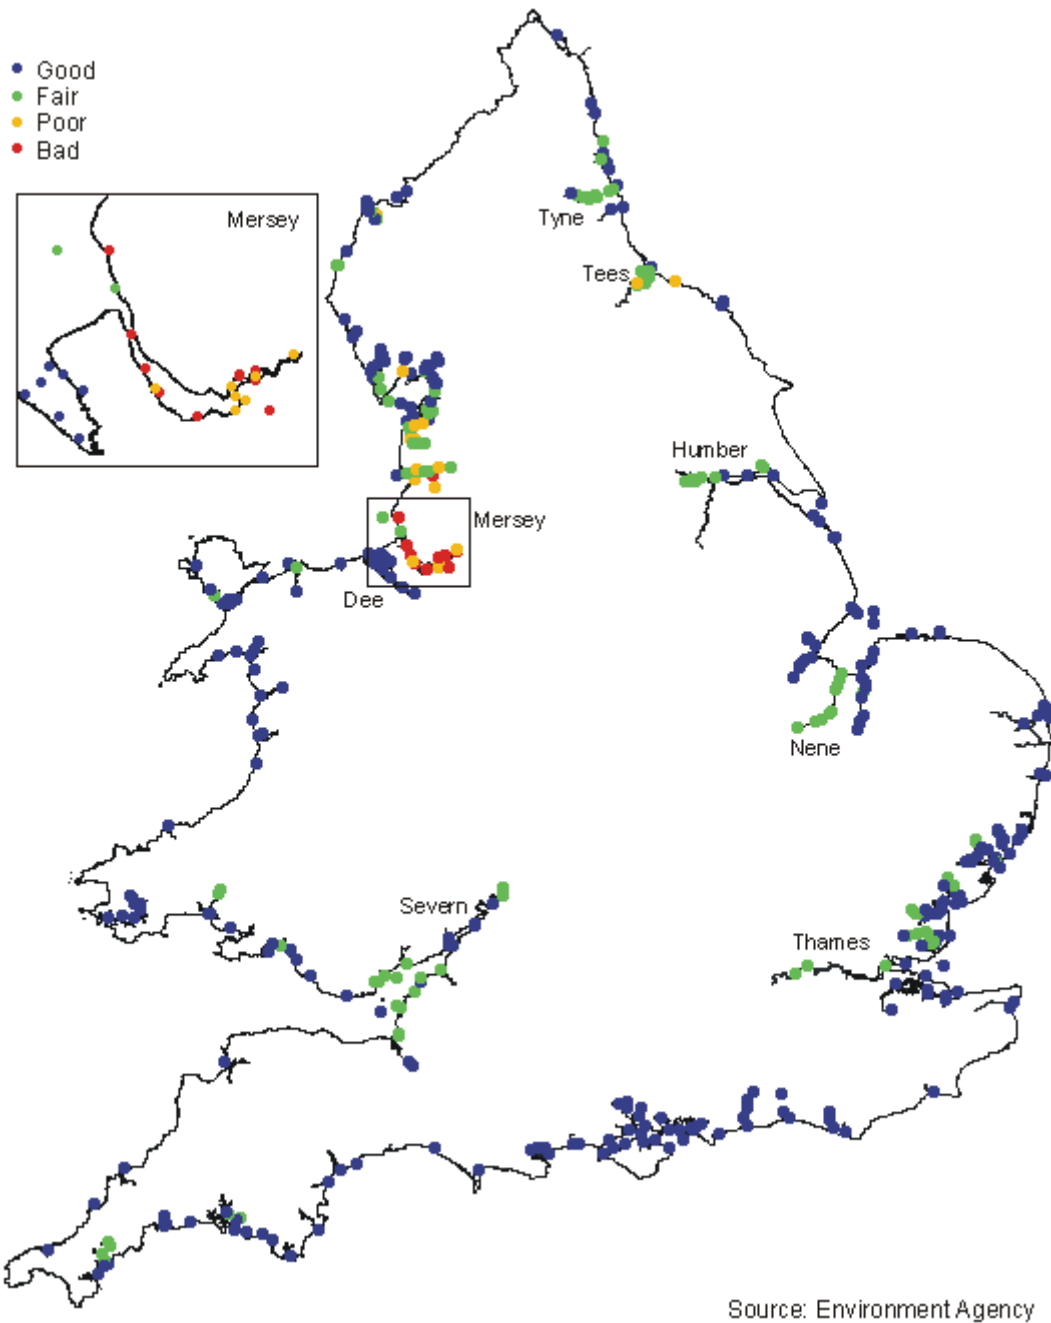 Good
Fair
Poor
Bad
Mersey
Tyne
Tees
Humber
Mersey
Dee
Nene
Severn
Thames
Source: Environment Agency